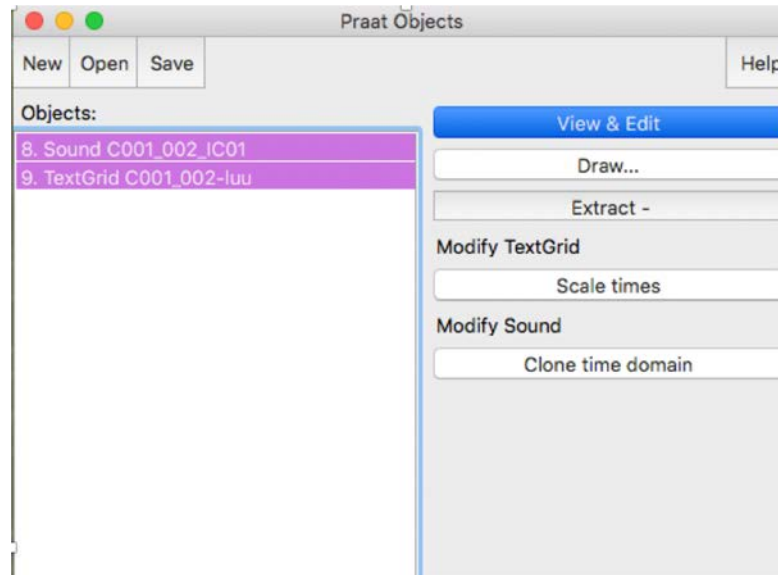 Praat Objects
New Open Save Help
Objects:
8. Sound C001_002_IC01
9. TextGrid C001_002-luu
View & Edit
Draw...
Extract -
Modify TextGrid
Scale times
Modify Sound
Clone time domain